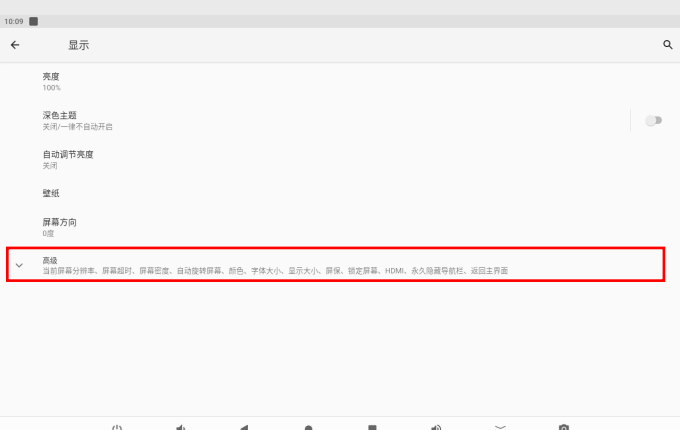 10:09
显示
亮度
100%
深色主题
关闭/一律不自动开启
自动调节亮度
关闭
壁纸
屏幕方向
0度
高级
当前屏幕分辨率、屏幕超时、屏幕密度、自动旋转屏幕、颜色、字体大小、显示大小、屏保、锁定屏幕、HDMI、永久隐藏导航栏、返回主界面